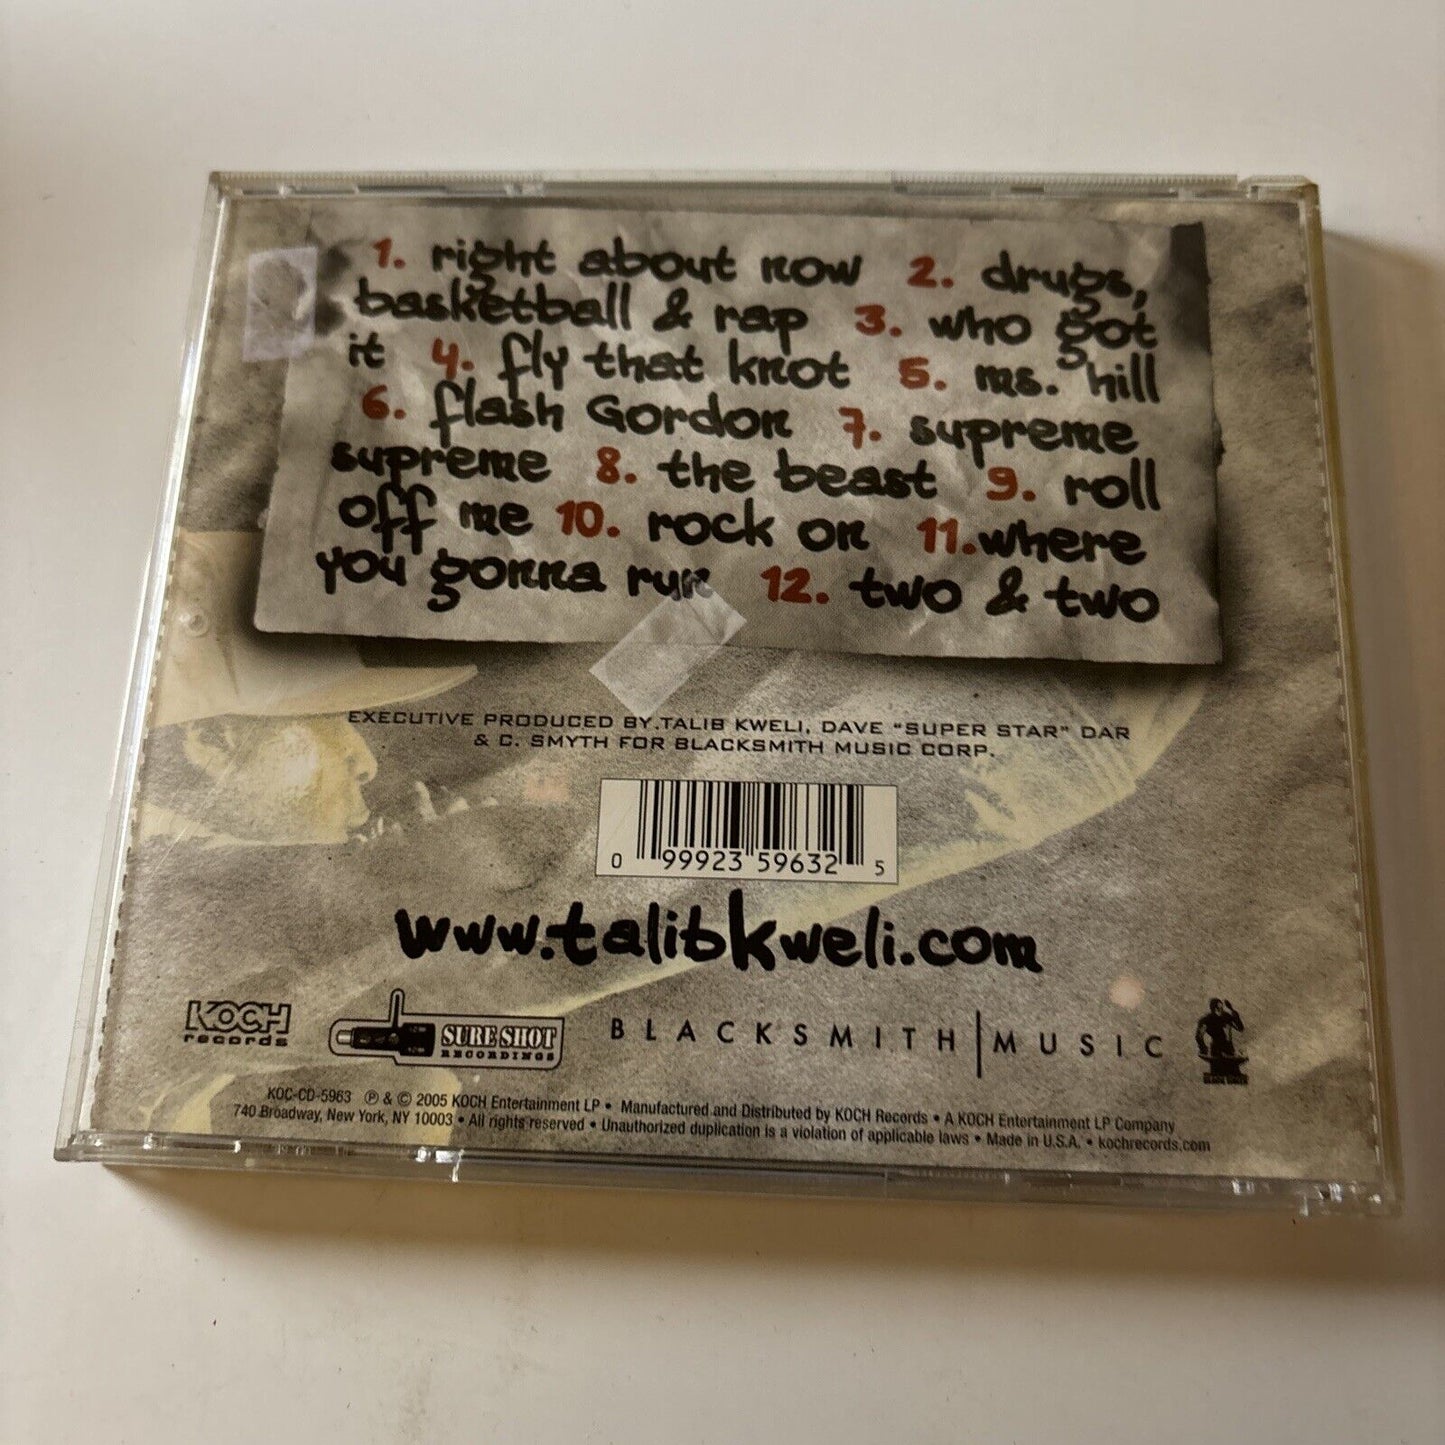 1. right about now 2. drugs,
basketball & rap 3. who got
it 4. fly that knot 5. ms. hill
6. flash Gordon 7. supreme
supreme 8. the beast 9. roll
off me 10. rock on 11. where
you gonna run 12. two & two
EXECUTIVE PRODUCED BY.TALIB KWELI, DAVE "SUPER STAR" DAR
& C. SMYTH FOR BLACKSMITH MUSIC CORP.
0 99923 59632 5
www.talibkweli.com
KOCH
records
SURE SHOT
RECORDINGS
BLACKSMITH|MUSIC
KOC-CD-5963 ℗ & © 2005 KOCH Entertainment LP • Manufactured and Distributed by KOCH Records • A KOCH Entertainment LP Company
740 Broadway, New York, NY 10003 • All rights reserved • Unauthorized duplication is a violation of applicable laws • Made in U.S.A. • kochrecords.com